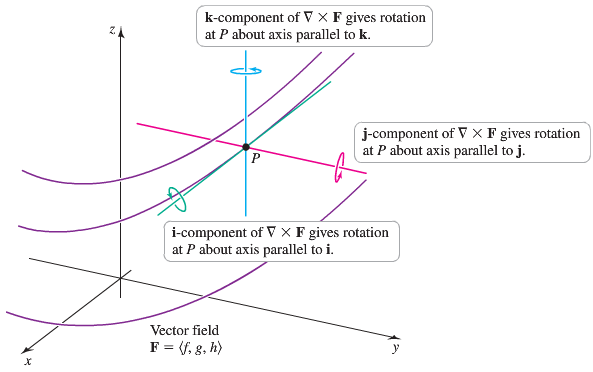 k-component of ∇ × F gives rotation
at P about axis parallel to k.
z
j-component of ∇ × F gives rotation
at P about axis parallel to j.
P
i-component of ∇ × F gives rotation
at P about axis parallel to i.
Vector field
F = ⟨f, g, h⟩
y
x